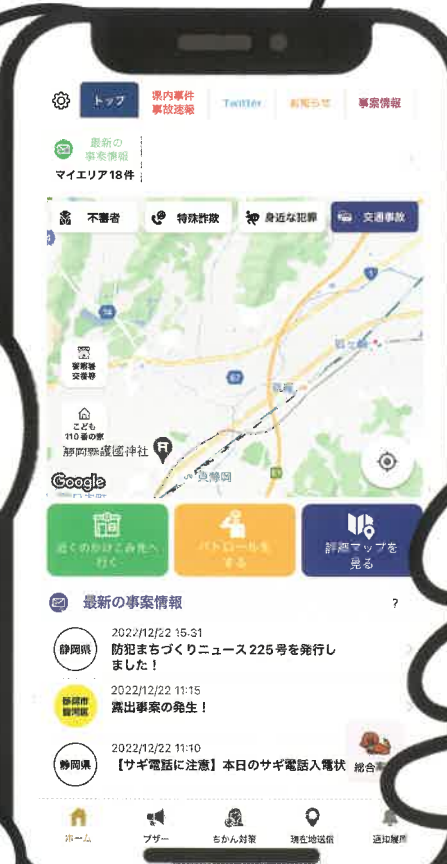 トップ
県内事件
事故速報
Twitter
お知らせ
事案情報
最新の
事案情報
マイエリア18件
不審者
特殊詐欺
身近な犯罪
交通事故
1
74
67
警察署
交番等
こども
110番の家
静岡縣護國神社
東静岡
Google
近くのかけこみ先へ
行く
パトロールを
する
詳細マップを
見る
最新の事案情報
?
静岡県
2022/12/22 15:31
防犯まちづくりニュース225号を発行し
ました!
静岡市
駿河区
2022/12/22 11:15
露出事案の発生!
静岡県
2022/12/22 11:10
【サギ電話に注意】本日のサギ電話入電状
総合
ホーム
ブザー
ちかん対策
現在地送信
通知履歴